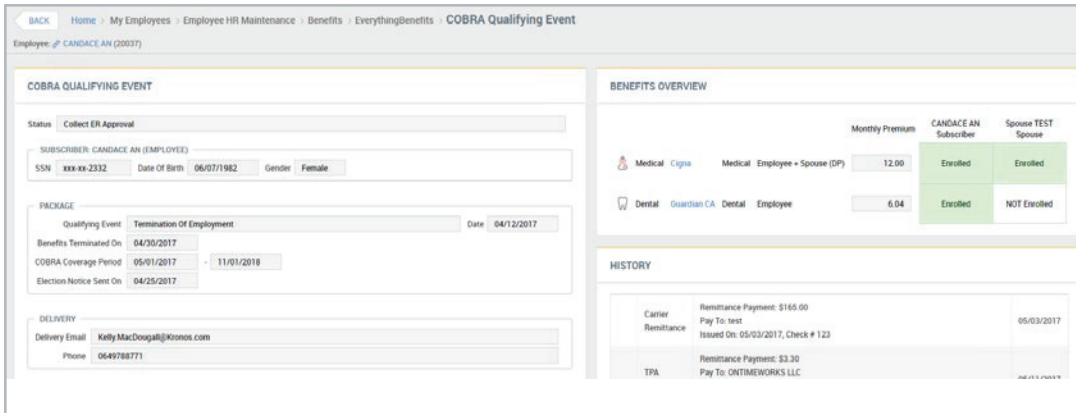 BACK Home > My Employees > Employee HR Maintenance > Benefits > EverythingBenefits > COBRA Qualifying Event
Employee: CANDACE AN (20037)
COBRA QUALIFYING EVENT
Status Collect ER Approval
SUBSCRIBER: CANDACE AN (EMPLOYEE)
SSN xxx-xx-2332 Date Of Birth 06/07/1982 Gender Female
PACKAGE
Qualifying Event Termination Of Employment Date 04/12/2017
Benefits Terminated On 04/30/2017
COBRA Coverage Period 05/01/2017 - 11/01/2018
Election Notice Sent On 04/25/2017
DELIVERY
Delivery Email Kelly.MacDougall@Kronos.com
Phone 0649788771
BENEFITS OVERVIEW
Monthly Premium
CANDACE AN
Subscriber
Spouse TEST
Spouse
Medical Cigna Medical Employee + Spouse (DP) 12.00 Enrolled Enrolled
Dental Guardian CA Dental Employee 6.04 Enrolled NOT Enrolled
HISTORY
Carrier
Remittance
Remittance Payment: $165.00
Pay To: test
Issued On: 05/03/2017, Check # 123
05/03/2017
TPA
Remittance Payment: $3.30
Pay To: ONTIMEWORKS LLC